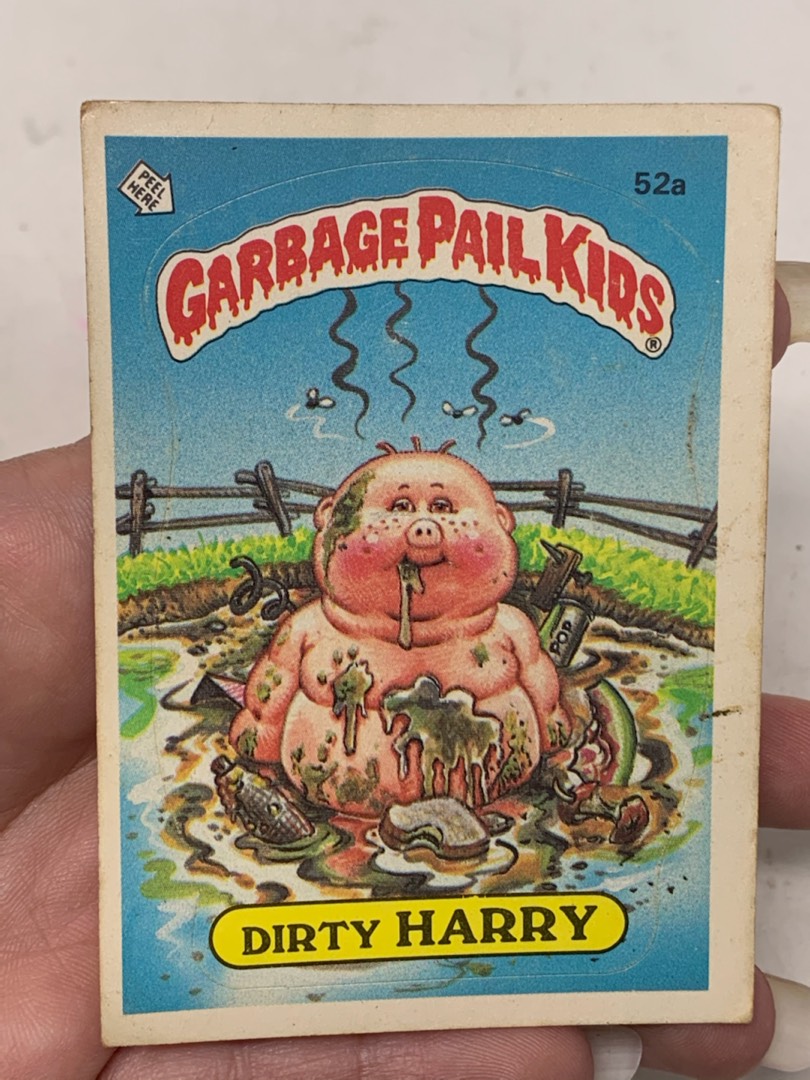 PEEL
HERE
52a
GARBAGE PAIL KIDS®
POP
DIRTY HARRY